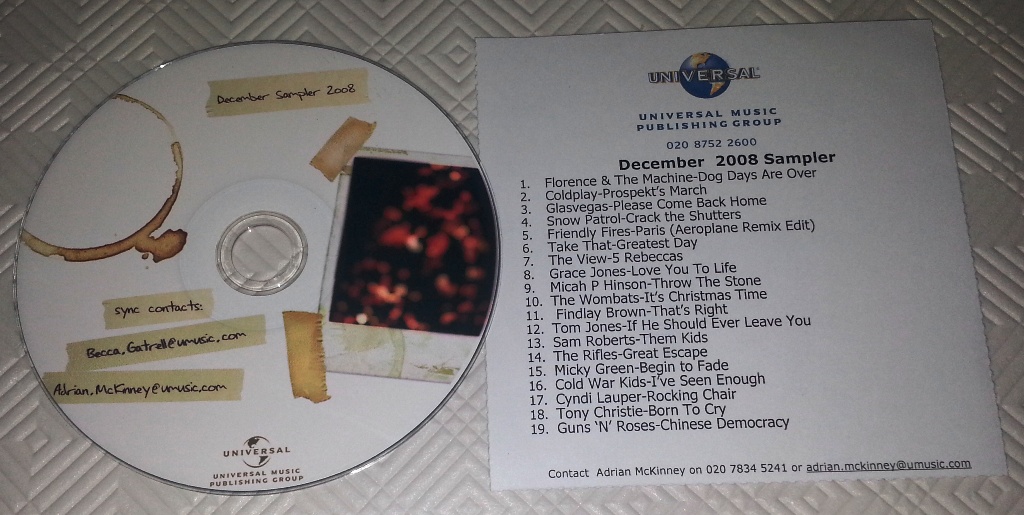 December Sampler 2008
sync contacts:
Becca.Gatrell@umusic.com
Adrian.McKinney@umusic.com
UNIVERSAL
UNIVERSAL MUSIC
PUBLISHING GROUP
UNIVERSAL
UNIVERSAL MUSIC
PUBLISHING GROUP
020 8752 2600
December 2008 Sampler
1. Florence & The Machine-Dog Days Are Over
2. Coldplay-Prospekt's March
3. Glasvegas-Please Come Back Home
4. Snow Patrol-Crack the Shutters
5. Friendly Fires-Paris (Aeroplane Remix Edit)
6. Take That-Greatest Day
7. The View-5 Rebeccas
8. Grace Jones-Love You To Life
9. Micah P Hinson-Throw The Stone
10. The Wombats-It's Christmas Time
11. Findlay Brown-That's Right
12. Tom Jones-If He Should Ever Leave You
13. Sam Roberts-Them Kids
14. The Rifles-Great Escape
15. Micky Green-Begin to Fade
16. Cold War Kids-I've Seen Enough
17. Cyndi Lauper-Rocking Chair
18. Tony Christie-Born To Cry
19. Guns 'N' Roses-Chinese Democracy
Contact Adrian McKinney on 020 7834 5241 or adrian.mckinney@umusic.com